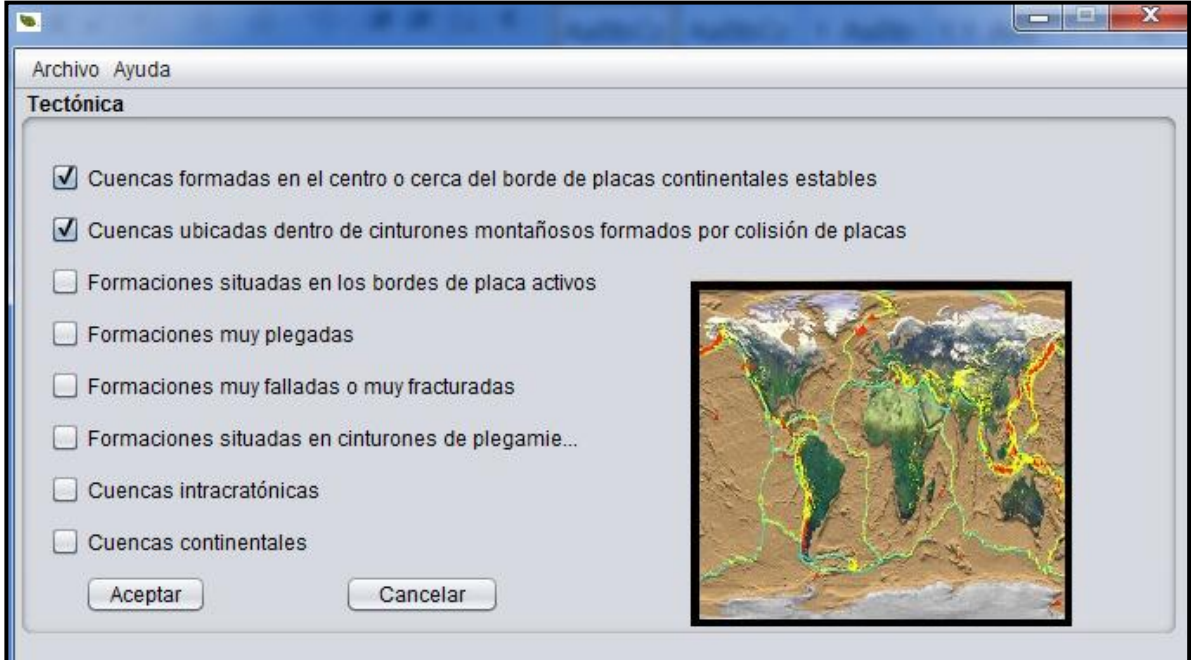 Archivo Ayuda
Tectónica
Cuencas formadas en el centro o cerca del borde de placas continentales estables
Cuencas ubicadas dentro de cinturones montañosos formados por colisión de placas
Formaciones situadas en los bordes de placa activos
Formaciones muy plegadas
Formaciones muy falladas o muy fracturadas
Formaciones situadas en cinturones de plegamie...
Cuencas intracratónicas
Cuencas continentales
Aceptar Cancelar